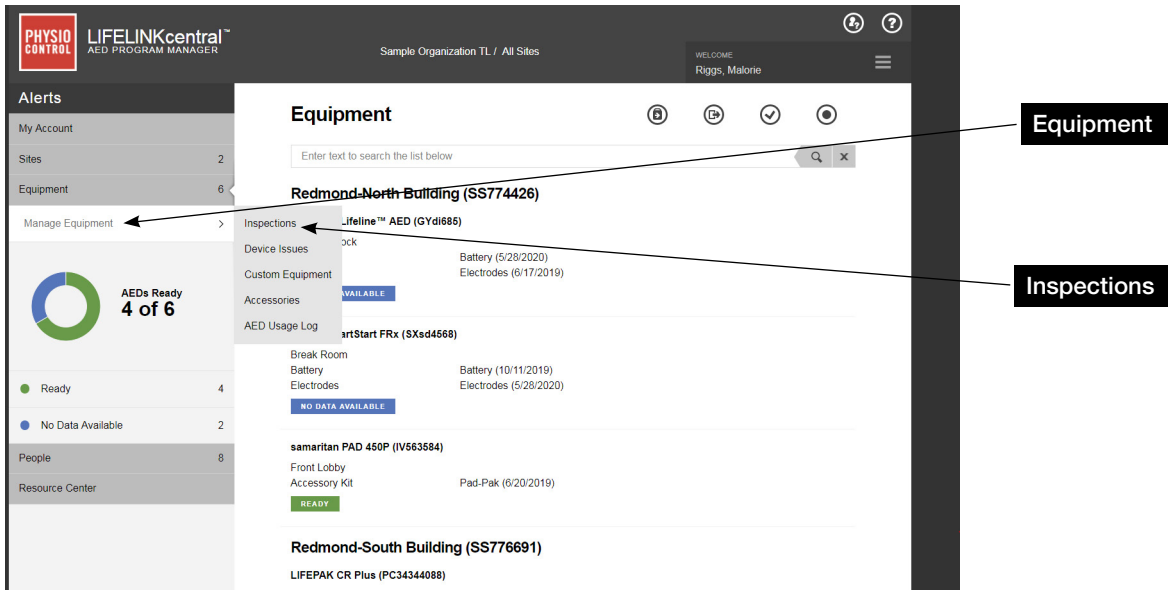 PHYSIO
CONTROL
LIFELINKcentral™
AED PROGRAM MANAGER
Sample Organization TL / All Sites
WELCOME
Riggs, Malorie
Alerts
My Account
Sites 2
Equipment 6
Manage Equipment >
AEDs Ready
4 of 6
Ready 4
No Data Available 2
People 8
Resource Center
Inspections
Device Issues
Custom Equipment
Accessories
AED Usage Log
Equipment
Enter text to search the list below
x
Redmond-North Building (SS774426)
Lifeline™ AED (GYdi685)
ock
Battery (5/28/2020)
Electrodes (6/17/2019)
AVAILABLE
artStart FRx (SXsd4568)
Break Room
Battery Battery (10/11/2019)
Electrodes Electrodes (5/28/2020)
NO DATA AVAILABLE
samaritan PAD 450P (IV563584)
Front Lobby
Accessory Kit Pad-Pak (6/20/2019)
READY
Redmond-South Building (SS776691)
LIFEPAK CR Plus (PC34344088)
Equipment
Inspections